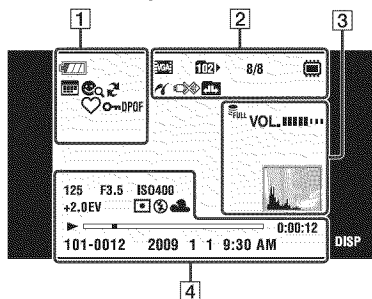 1 2 3
VGA 102 8/8
DPOF
FULL VOL.
125 F3.5 ISO400
+2.0EV
0:00:12
101-0012 2009 1 1 9:30 AM DISP
4